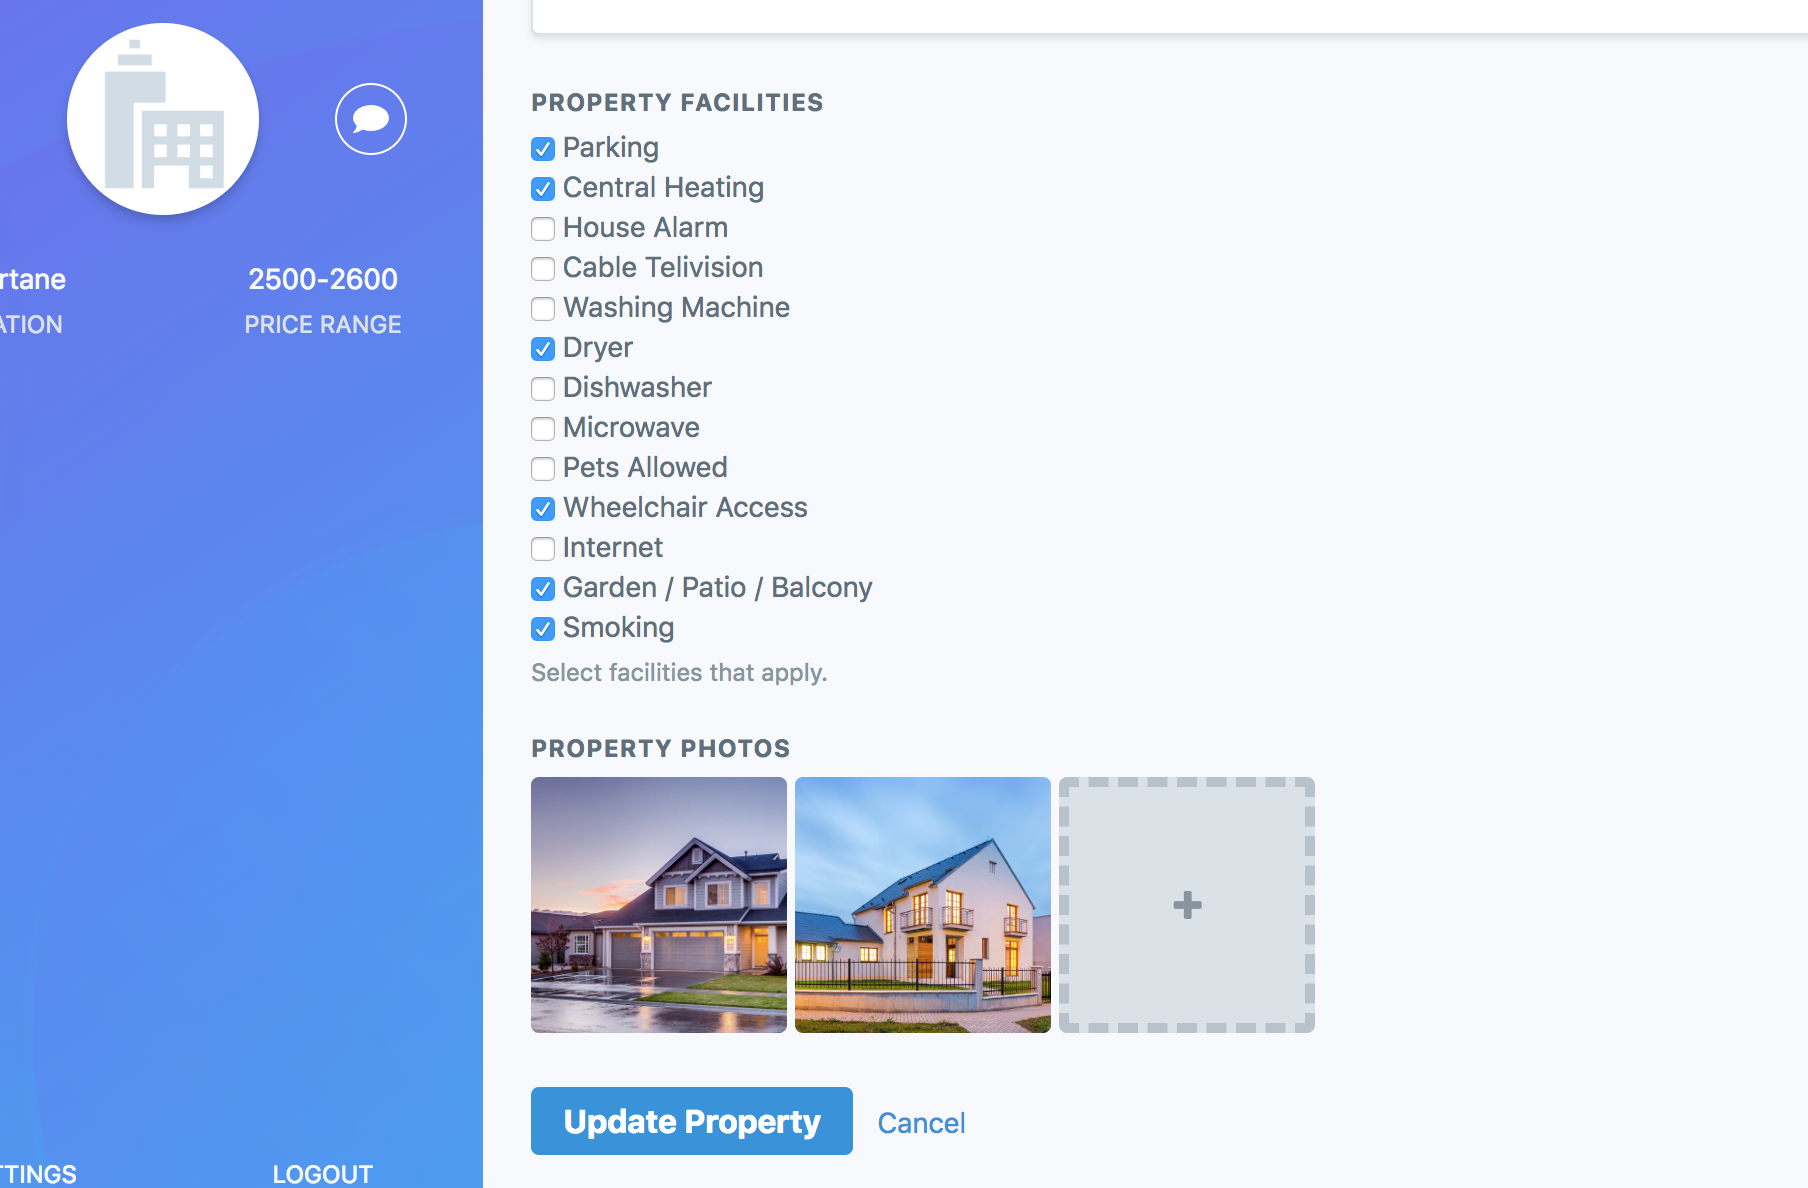 rtane
ATION
2500-2600
PRICE RANGE
TTINGS
LOGOUT
PROPERTY FACILITIES
Parking
Central Heating
House Alarm
Cable Telivision
Washing Machine
Dryer
Dishwasher
Microwave
Pets Allowed
Wheelchair Access
Internet
Garden / Patio / Balcony
Smoking
Select facilities that apply.
PROPERTY PHOTOS
Update Property
Cancel